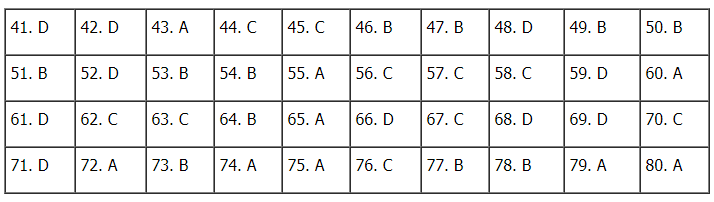 41. D 42. D 43. A 44. C 45. C 46. B 47. B 48. D 49. B 50. B
51. B 52. D 53. B 54. B 55. A 56. C 57. C 58. C 59. D 60. A
61. D 62. C 63. C 64. B 65. A 66. D 67. C 68. D 69. D 70. C
71. D 72. A 73. B 74. A 75. A 76. C 77. B 78. B 79. A 80. A